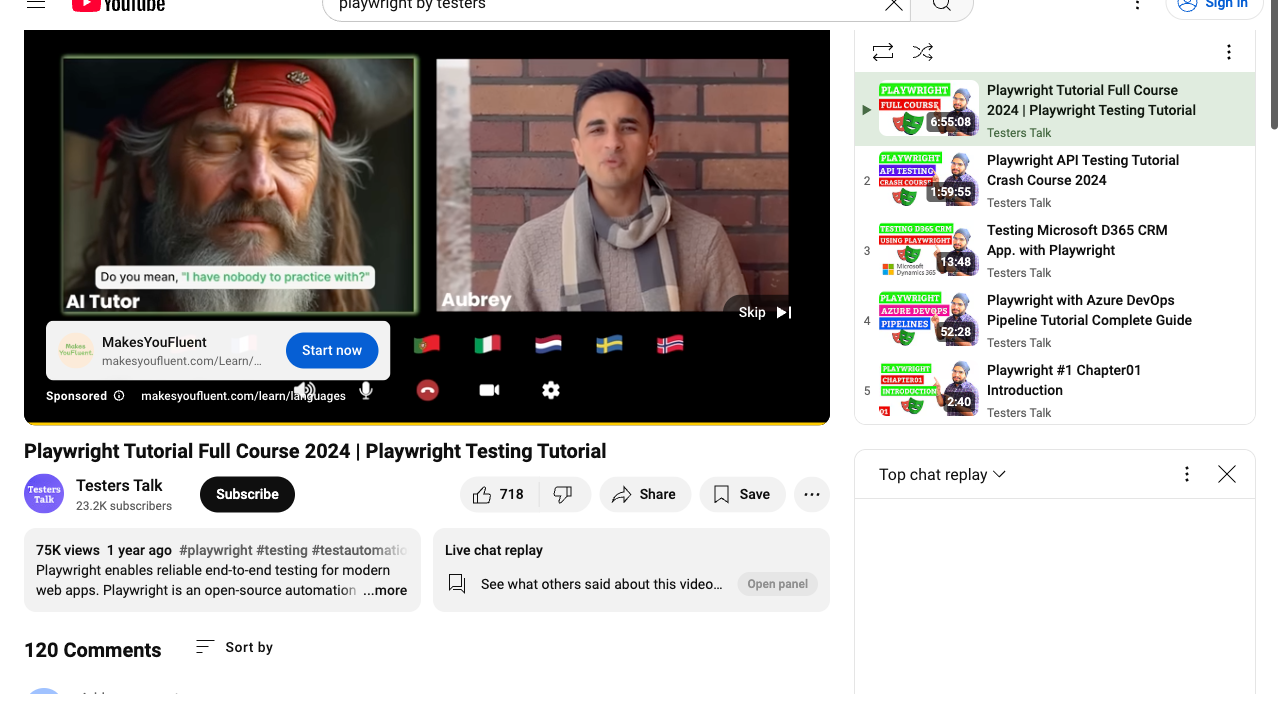 YouTube
playwright by testers
Sign in
Do you mean, "I have nobody to practice with?"
AI Tutor
Aubrey
Skip
Makes
YouFluent.
MakesYouFluent
makesyoufluent.com/Learn/...
Start now
Sponsored
makesyoufluent.com/learn/languages
Playwright Tutorial Full Course 2024 | Playwright Testing Tutorial
Testers
Talk
Testers Talk
23.2K subscribers
Subscribe
718
Share
Save
75K views 1 year ago #playwright #testing #testautomatic
Playwright enables reliable end-to-end testing for modern
web apps. Playwright is an open-source automation ...more
Live chat replay
See what others said about this video...
Open panel
120 Comments
Sort by
PLAYWRIGHT
FULL COURSE
6:55:08
Playwright Tutorial Full Course
2024 | Playwright Testing Tutorial
Testers Talk
2
PLAYWRIGHT
API TESTING
CRASH COURSE
1:59:55
Playwright API Testing Tutorial
Crash Course 2024
Testers Talk
3
TESTING D365 CRM
USING PLAYWRIGHT
Microsoft
Dynamics 365
13:48
Testing Microsoft D365 CRM
App. with Playwright
Testers Talk
4
PLAYWRIGHT
AZURE DEVOPS
PIPELINES
52:28
Playwright with Azure DevOps
Pipeline Tutorial Complete Guide
Testers Talk
5
PLAYWRIGHT
CHAPTER01
INTRODUCTION
01
2:40
Playwright #1 Chapter01
Introduction
Testers Talk
Top chat replay